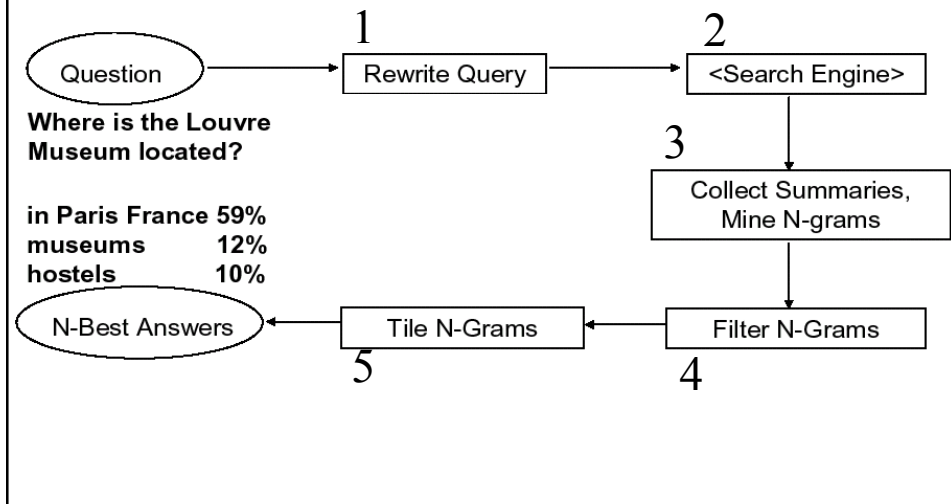 1
2
Question
Rewrite Query
<Search Engine>
Where is the Louvre
Museum located?
3
Collect Summaries,
Mine N-grams
in Paris France 59%
museums 12%
hostels 10%
N-Best Answers
Tile N-Grams
Filter N-Grams
5
4